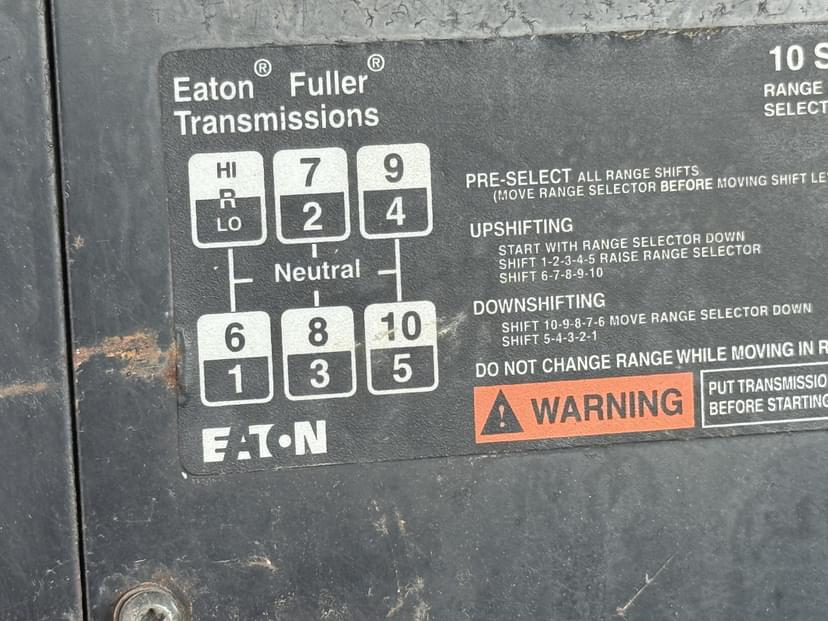 Eaton® Fuller®
Transmissions
HI
R
LO
7
2
9
4
Neutral
6
1
8
3
10
5
EATON
10
RANGE
SELECT
PRE-SELECT ALL RANGE SHIFTS
(MOVE RANGE SELECTOR BEFORE MOVING SHIFT
UPSHIFTING
START WITH RANGE SELECTOR DOWN
SHIFT 1-2-3-4-5 RAISE RANGE SELECTOR
SHIFT 6-7-8-9-10
DOWNSHIFTING
SHIFT 10-9-8-7-6 MOVE RANGE SELECTOR DOWN
SHIFT 5-4-3-2-1
DO NOT CHANGE RANGE WHILE MOVING IN R
WARNING
PUT TRANSMISSIO
BEFORE STARTING